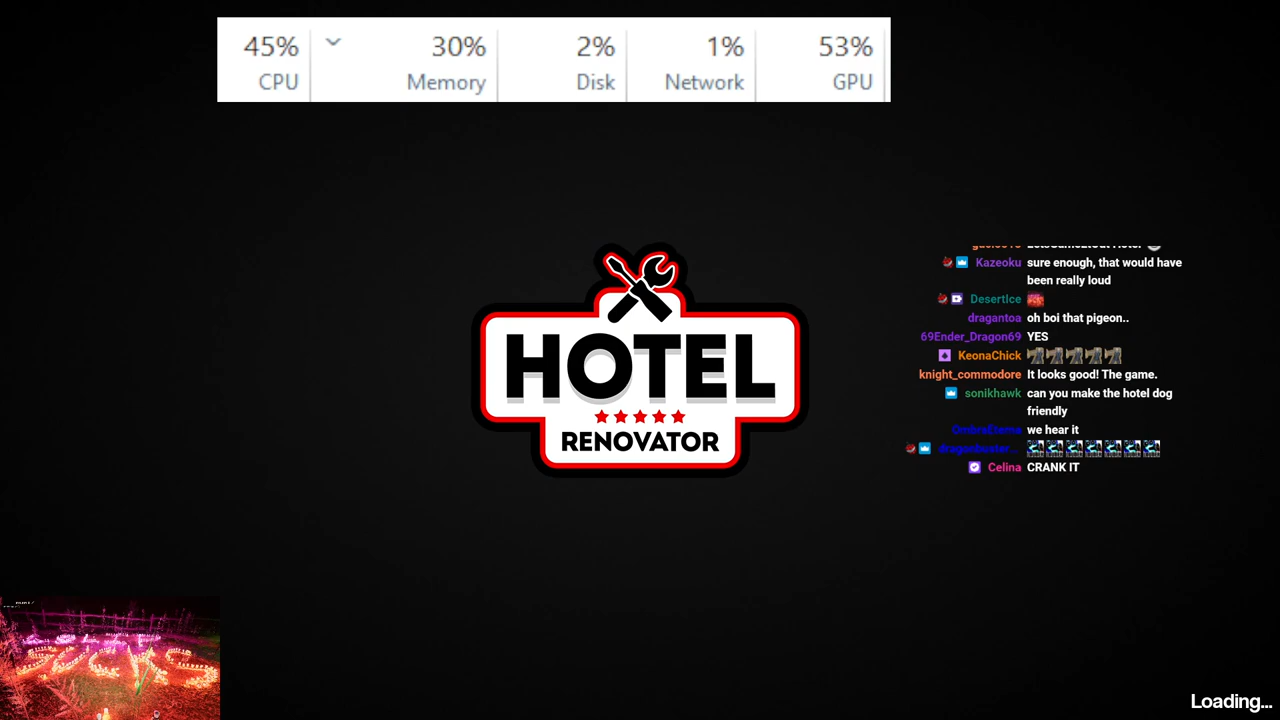 45%
30%
2%
1%
53%
CPU
Memory
Disk
Network
GPU
Kazeoku sure enough, that would have
been really loud
DesertIce
dragantoa oh boi that pigeon..
69Ender_Dragon69 YES
KeonaChick
knight_commodore It looks good! The game.
sonikhawk can you make the hotel dog
friendly
OmbraEterna we hear it
Celina CRANK IT
HOTEL
RENOVATOR
SUCKS
Loading...